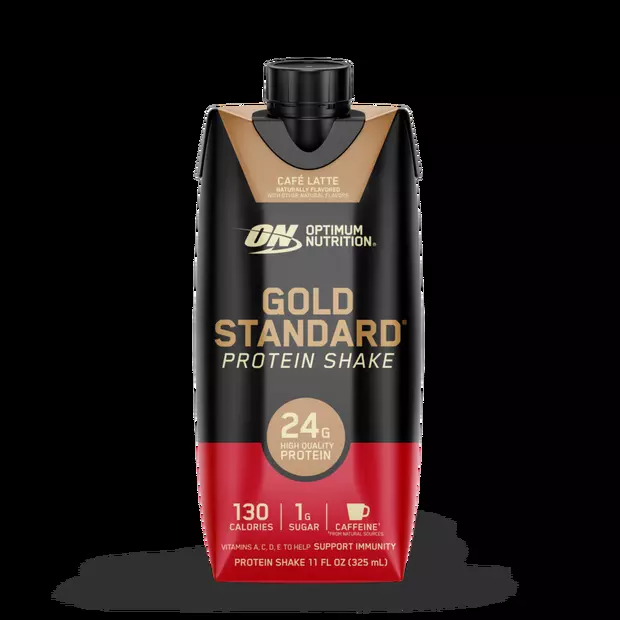 CAFÉ LATTE
NATURALLY FLAVORED
WITH OTHER NATURAL FLAVORS
ON OPTIMUM
NUTRITION®
GOLD
STANDARD®
PROTEIN SHAKE
24G
HIGH QUALITY
PROTEIN
130
CALORIES
1G
SUGAR
CAFFEINE†
†FROM NATURAL SOURCES
VITAMINS A, C, D, E TO HELP SUPPORT IMMUNITY
PROTEIN SHAKE 11 FL OZ (325 mL)